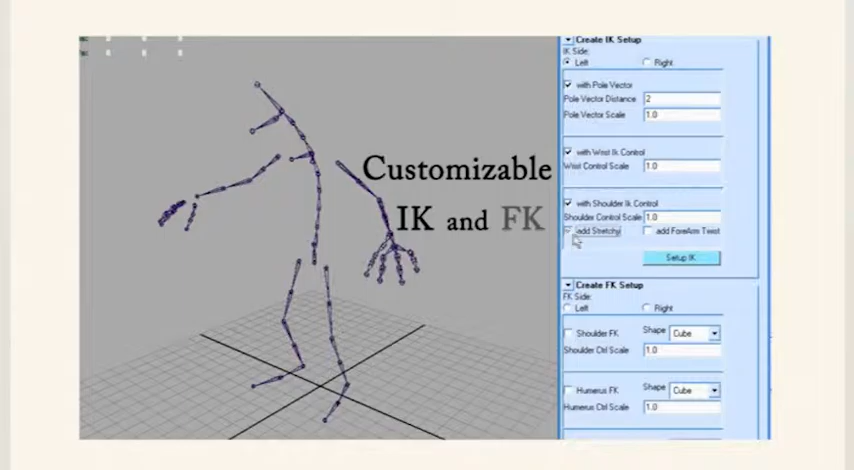 Customizable
IK and FK
Create IK Setup
IK Side:
Left Right
with Pole Vector
Pole Vector Distance 2
Pole Vector Scale 1.0
with Wrist Ik Control
Wrist Control Scale 1.0
with Shoulder Ik Control
Shoulder Control Scale 1.0
add Stretchy add ForeArm Twist
Setup IK
Create FK Setup
FK Side:
Left Right
Shoulder FK Shape Cube
Shoulder Ctrl Scale 1.0
Humerus FK Shape Cube
Humerus Ctrl Scale 1.0